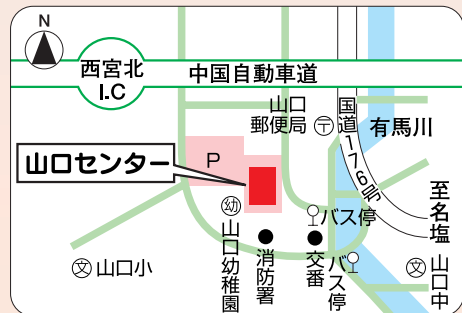 N
西宮北
I.C
中国自動車道
山口
郵便局
〒
国道176号
有馬川
山口センター
P
至名塩
幼
山口幼稚園
消防署
交番
バス停
バス停
文
山口小
文
山口中